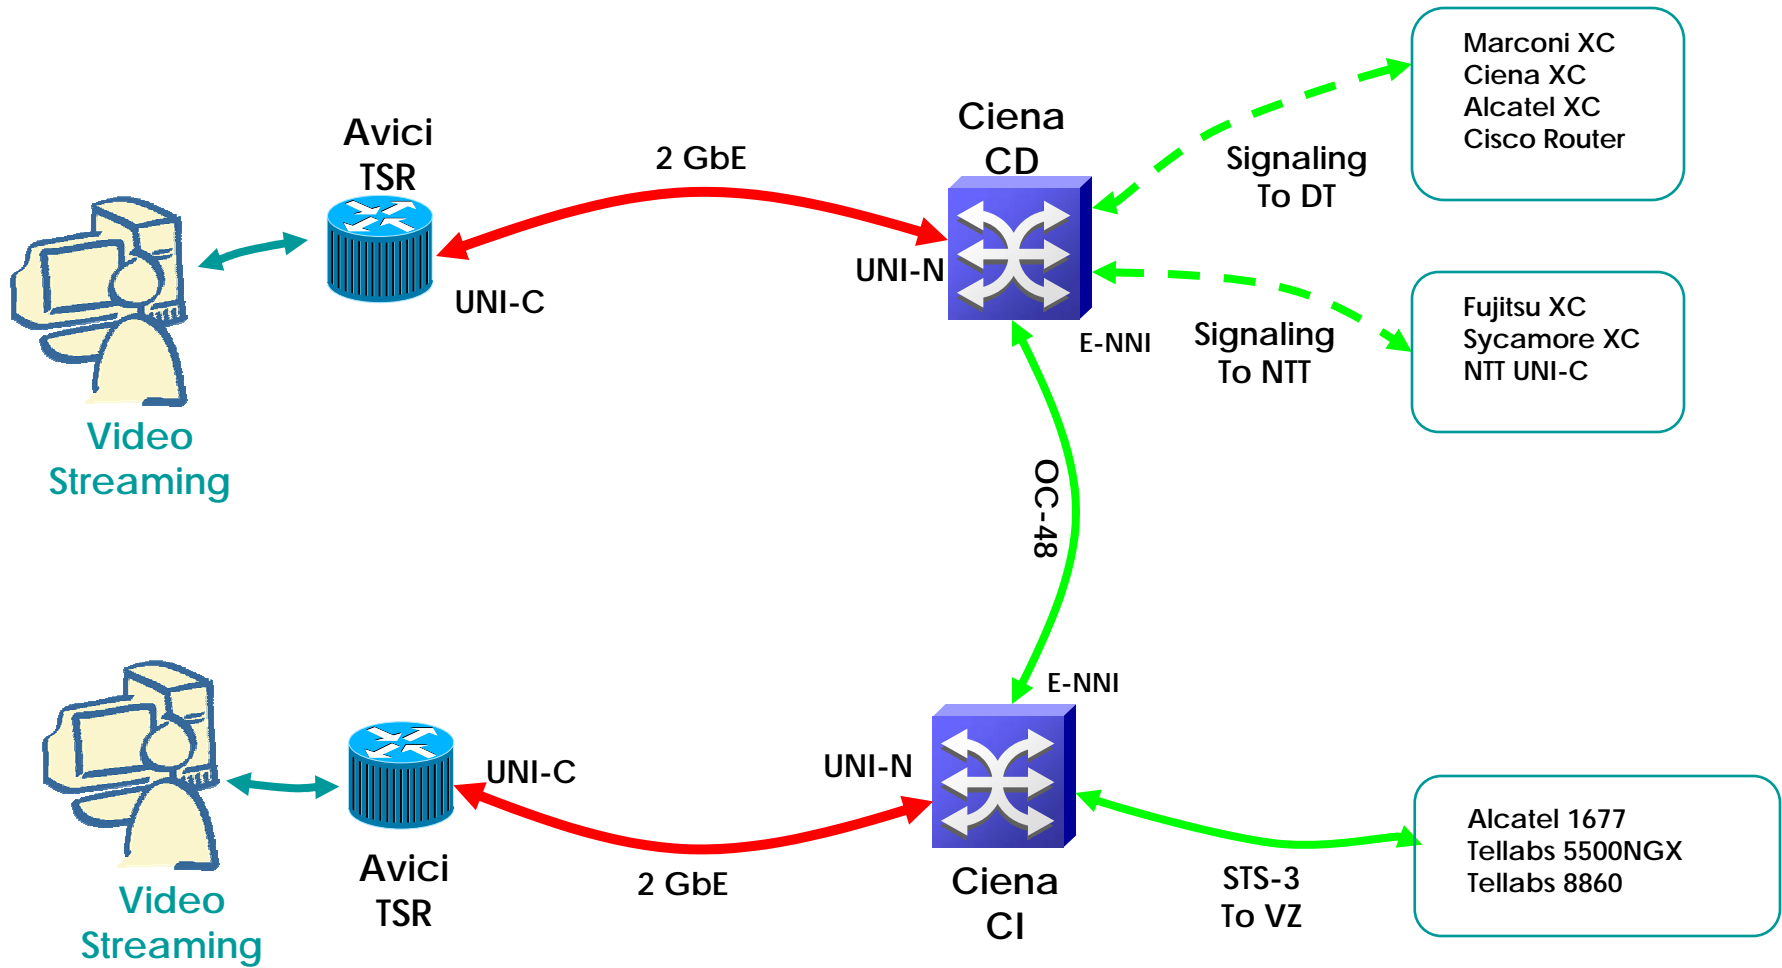 Marconi XC
Ciena XC
Alcatel XC
Cisco Router
Ciena
CD
Avici
TSR
2 GbE
Signaling
To DT
UNI-N
UNI-C
E-NNI
Signaling
To NTT
Fujitsu XC
Sycamore XC
NTT UNI-C
Video
Streaming
OC-48
E-NNI
UNI-C
UNI-N
Avici
TSR
2 GbE
Ciena
CI
STS-3
To VZ
Alcatel 1677
Tellabs 5500NGX
Tellabs 8860
Video
Streaming